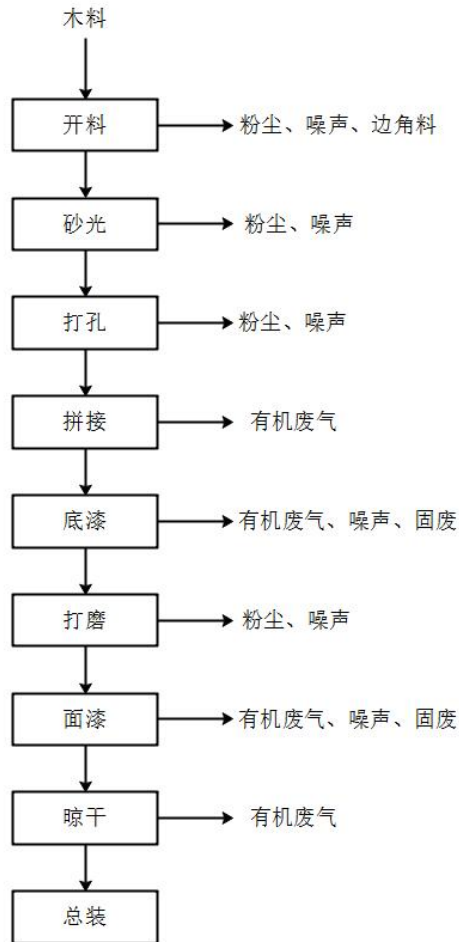 木料
开料
粉尘、噪声、边角料
砂光
粉尘、噪声
打孔
粉尘、噪声
拼接
有机废气
底漆
有机废气、噪声、固废
打磨
粉尘、噪声
面漆
有机废气、噪声、固废
晾干
有机废气
总装